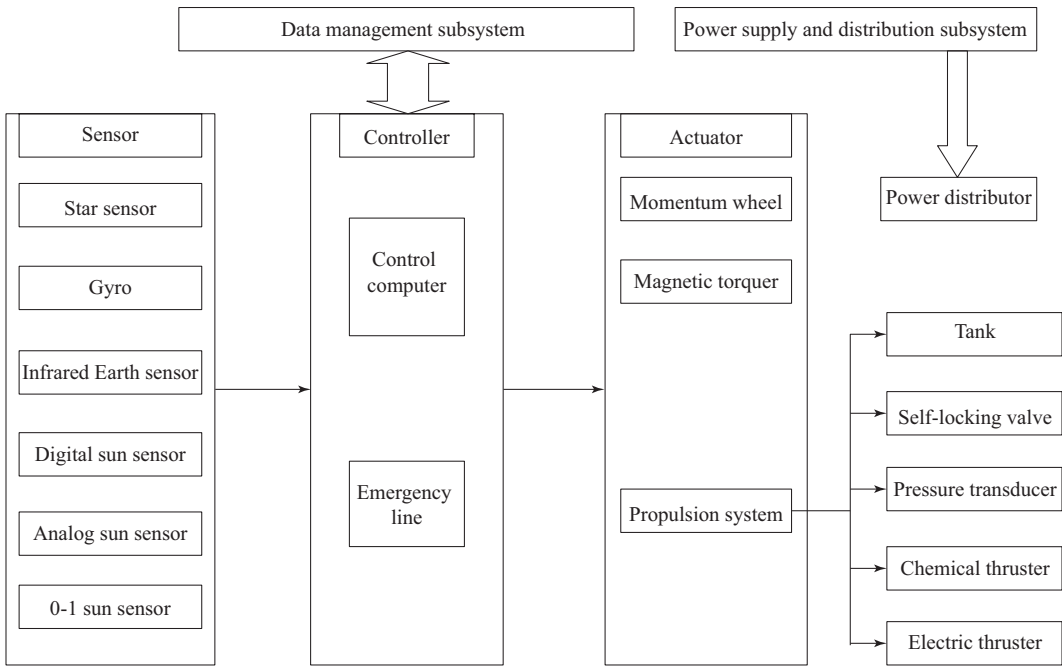 Data management subsystem
Power supply and distribution subsystem
Sensor
Star sensor
Gyro
Infrared Earth sensor
Digital sun sensor
Analog sun sensor
0-1 sun sensor
Controller
Control
computer
Emergency
line
Actuator
Momentum wheel
Magnetic torquer
Propulsion system
Power distributor
Tank
Self-locking valve
Pressure transducer
Chemical thruster
Electric thruster